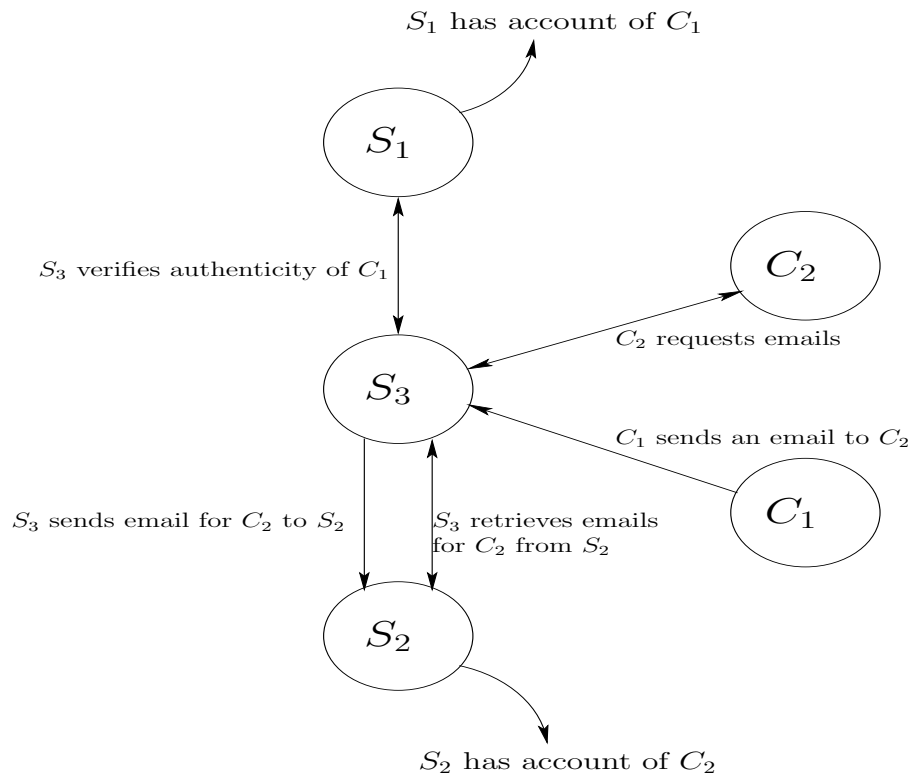 S₁ has account of C₁
S₁
S₃ verifies authenticity of C₁
C₂
C₂ requests emails
S₃
C₁ sends an email to C₂
C₁
S₃ sends email for C₂ to S₂
S₃ retrieves emails
for C₂ from S₂
S₂
S₂ has account of C₂